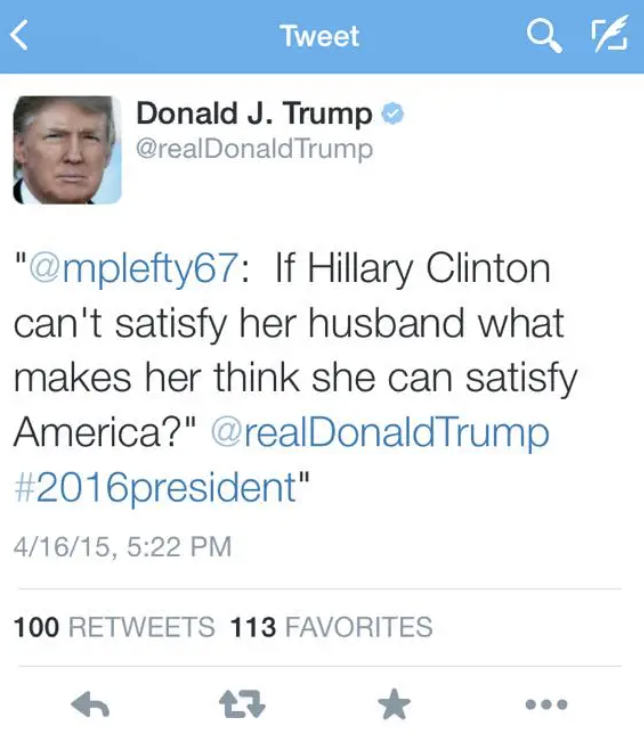 Tweet
Donald J. Trump
@realDonaldTrump
"@mplefty67: If Hillary Clinton
can't satisfy her husband what
makes her think she can satisfy
America?" @realDonaldTrump
#2016president"
4/16/15, 5:22 PM
100 RETWEETS 113 FAVORITES